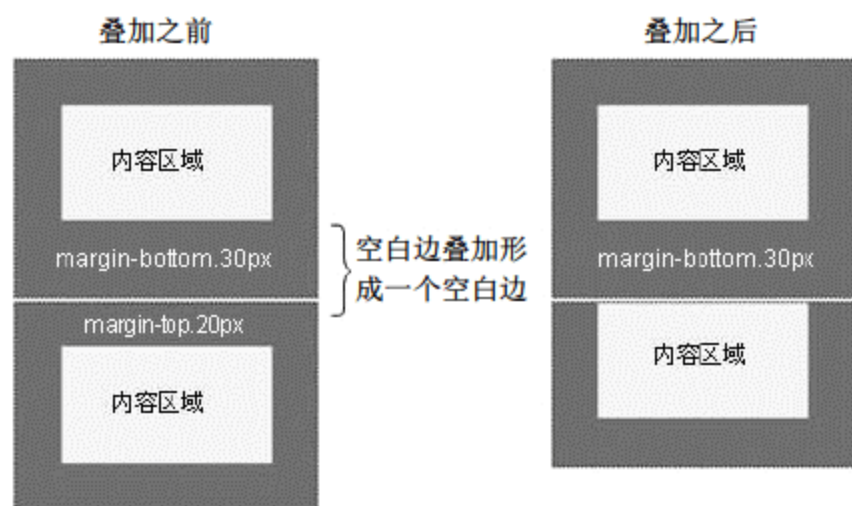 叠加之前
叠加之后
内容区域
内容区域
margin-bottom.30px
空白边叠加形
成一个空白边
margin-bottom.30px
margin-top.20px
内容区域
内容区域